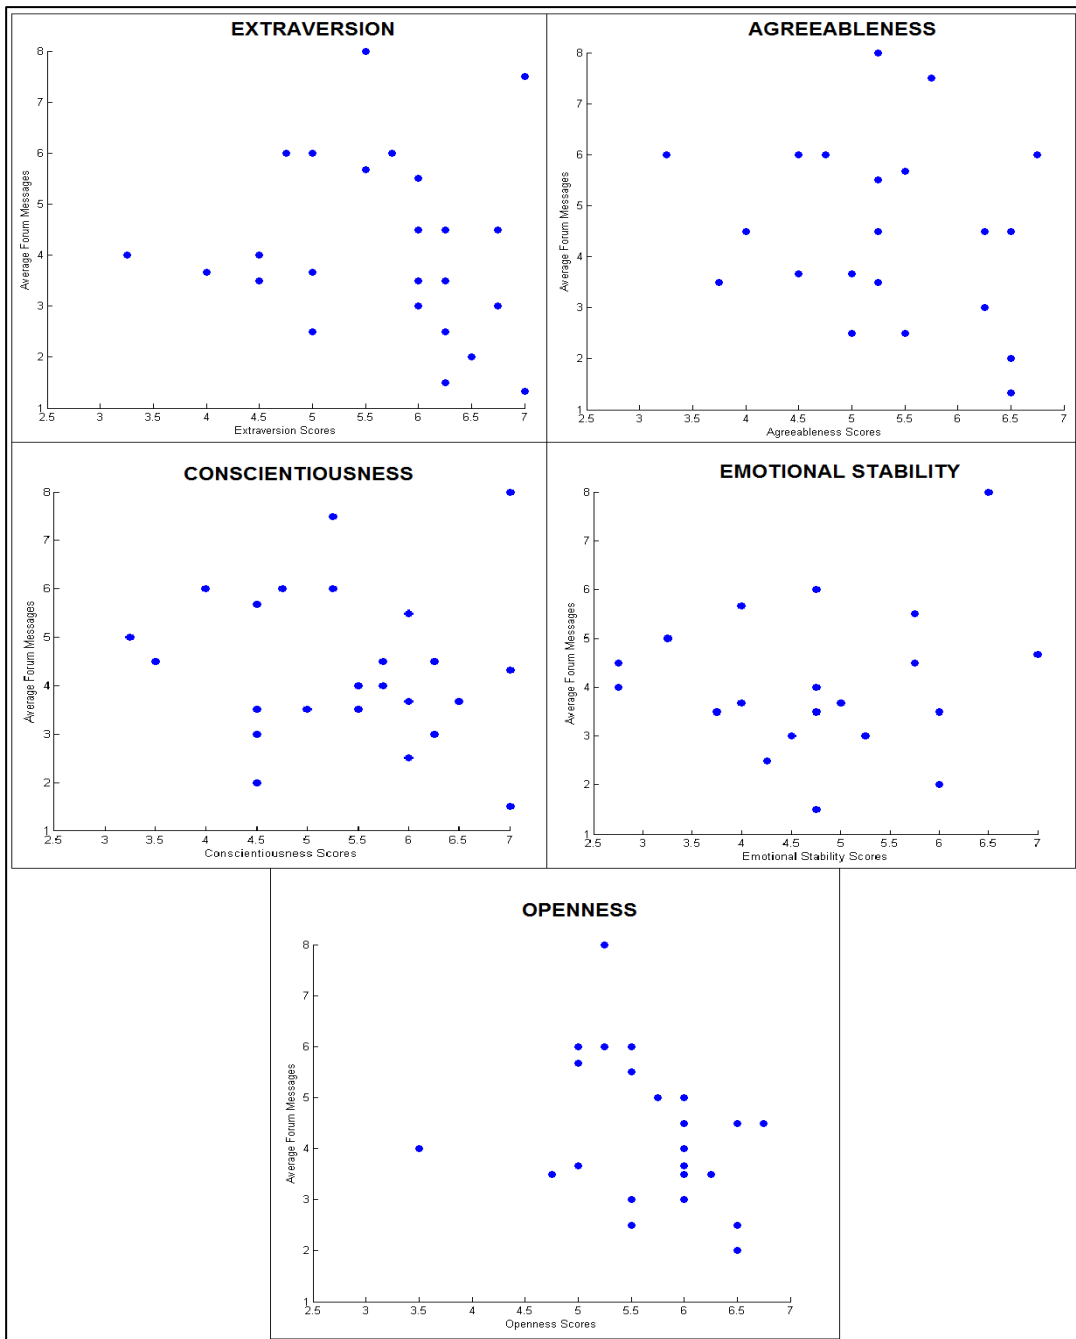 EXTRAVERSION
Average Forum Messages
8
7
6
5
4
3
2
1
2.5 3 3.5 4 4.5 5 5.5 6 6.5 7
Extraversion Scores
AGREEABLENESS
Average Forum Messages
8
7
6
5
4
3
2
1
2.5 3 3.5 4 4.5 5 5.5 6 6.5 7
Agreeableness Scores
CONSCIENTIOUSNESS
Average Forum Messages
8
7
6
5
4
3
2
1
2.5 3 3.5 4 4.5 5 5.5 6 6.5 7
Conscientiousness Scores
EMOTIONAL STABILITY
Average Forum Messages
8
7
6
5
4
3
2
1
2.5 3 3.5 4 4.5 5 5.5 6 6.5 7
Emotional Stability Scores
OPENNESS
Average Forum Messages
8
7
6
5
4
3
2
1
2.5 3 3.5 4 4.5 5 5.5 6 6.5 7
Openness Scores